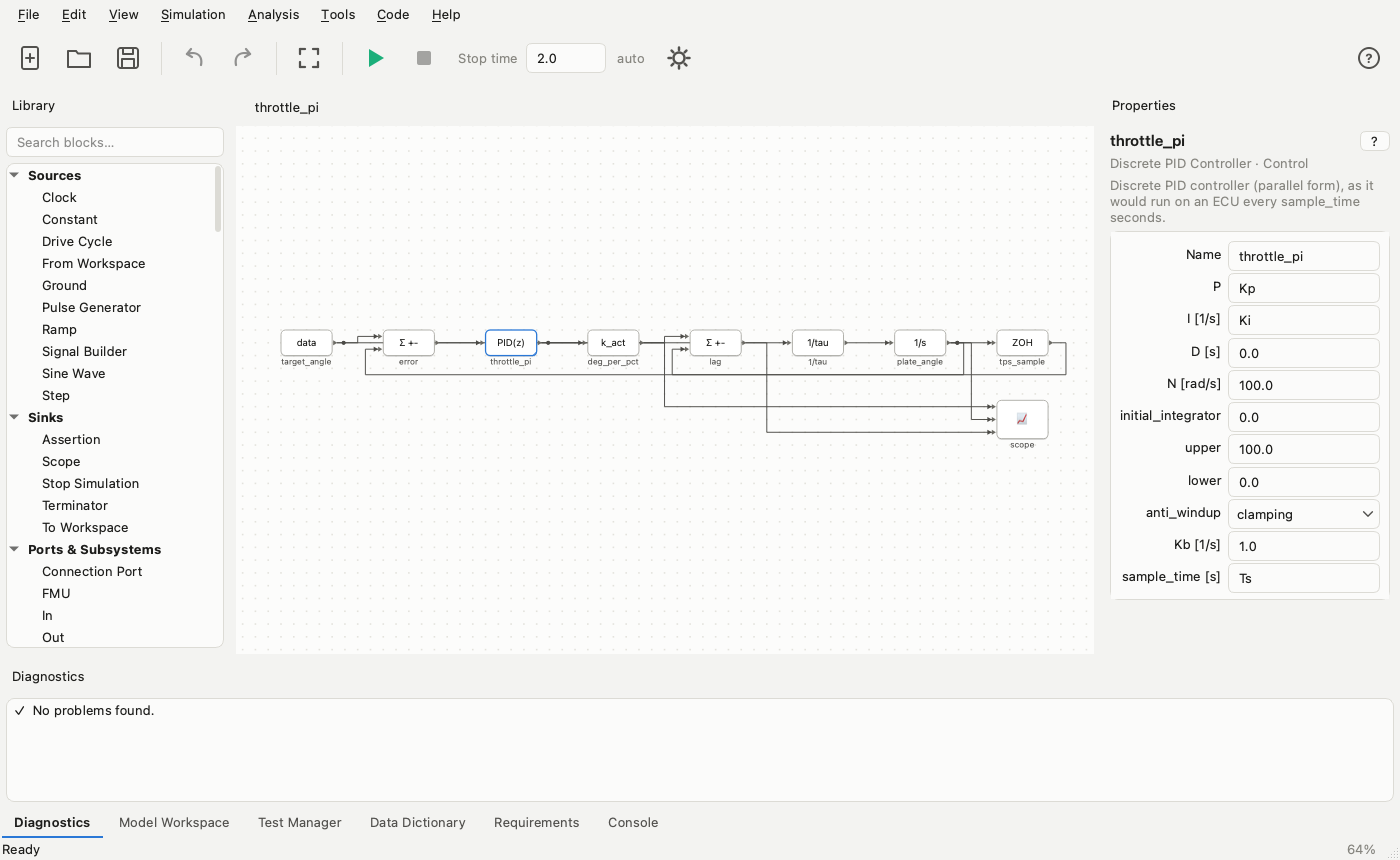 File Edit View Simulation Analysis Tools Code Help
Stop time 2.0 auto
?
Library
Search blocks...
Sources
Clock
Constant
Drive Cycle
From Workspace
Ground
Pulse Generator
Ramp
Signal Builder
Sine Wave
Step
Sinks
Assertion
Scope
Stop Simulation
Terminator
To Workspace
Ports & Subsystems
Connection Port
FMU
In
Out
throttle_pi
data Σ +- PID(z) k_act Σ +- 1/tau 1/s ZOH
target_angle error throttle_pi deg_per_pct lag 1/tau plate_angle tps_sample
scope
Properties
throttle_pi ?
Discrete PID Controller · Control
Discrete PID controller (parallel form), as it
would run on an ECU every sample_time
seconds.
Name throttle_pi
P Kp
I [1/s] Ki
D [s] 0.0
N [rad/s] 100.0
initial_integrator 0.0
upper 100.0
lower 0.0
anti_windup clamping
Kb [1/s] 1.0
sample_time [s] Ts
Diagnostics
✓ No problems found.
Diagnostics Model Workspace Test Manager Data Dictionary Requirements Console
Ready 64%